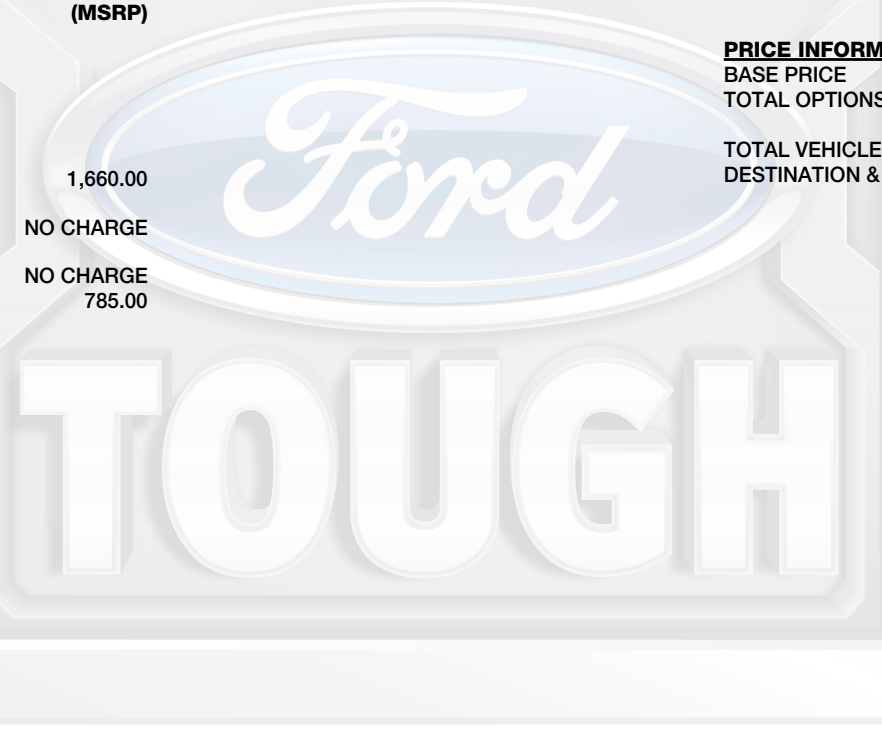 (MSRP)
1,660.00
NO CHARGE
NO CHARGE
785.00
PRICE INFORM
BASE PRICE
TOTAL OPTIONS
TOTAL VEHICLE
DESTINATION &
Ford
TOUGH